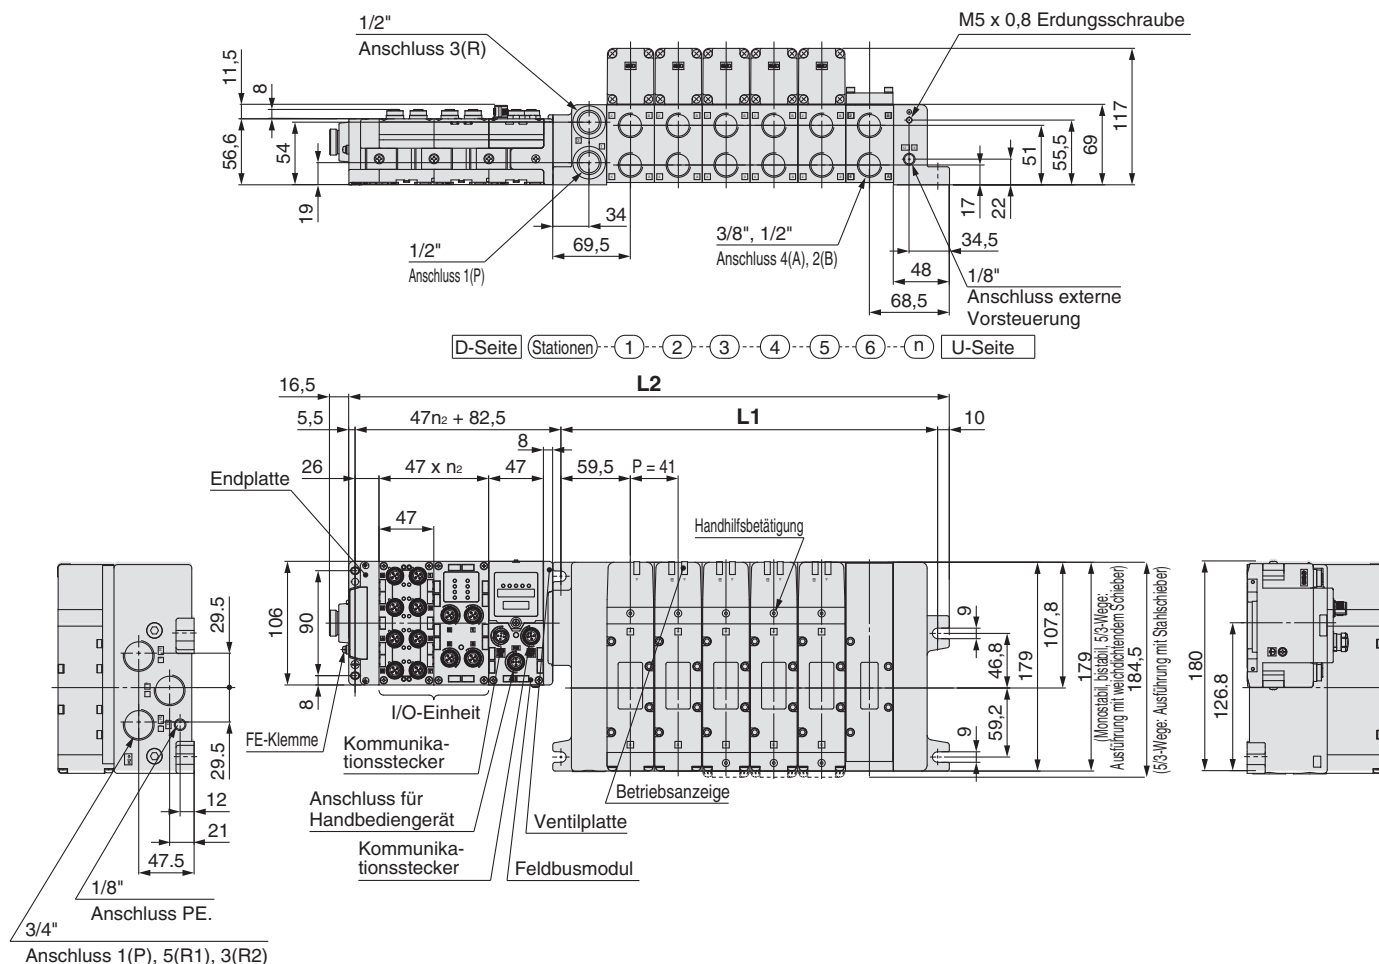 1/2"
Anschluss 3(R)
M5 x 0,8 Erdungsschraube
11,5
8
56,6
54
19
117
69
55,5
51
22
17
34
69,5
34,5
48
68,5
1/2"
Anschluss 1(P)
3/8", 1/2"
Anschluss 4(A), 2(B)
1/8"
Anschluss externe
Vorsteuerung
D-Seite Stationen 1 2 3 4 5 6 n U-Seite
16,5
L2
5,5
47n2 + 82,5
L1
10
8
26
47 x n2
47
59,5
P = 41
Endplatte
47
Handhilfsbetätigung
106
90
8
29.5
29.5
12
21
47.5
9
46,8
107,8
179
59,2
9
179
(Monostabil, bistabil, 5/3-Wege:
Ausführung mit weichdichtendem Schieber)
184,5
(5/3-Wege: Ausführung mit Stahlschieber)
180
126.8
FE-Klemme
I/O-Einheit
Kommunika-
tionsstecker
Anschluss für
Handbediengerät
Kommunika-
tionsstecker
Betriebsanzeige
Ventilplatte
Feldbusmodul
1/8"
Anschluss PE.
3/4"
Anschluss 1(P), 5(R1), 3(R2)